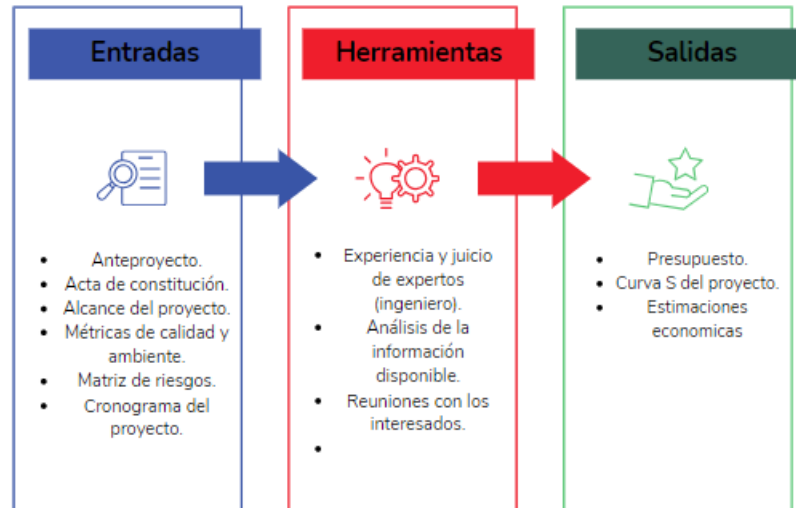 Entradas
• Anteproyecto.
• Acta de constitución.
• Alcance del proyecto.
• Métricas de calidad y
ambiente.
• Matriz de riesgos.
• Cronograma del
proyecto.
Herramientas
• Experiencia y juicio
de expertos
(ingeniero).
• Análisis de la
información
disponible.
• Reuniones con los
interesados.
•
Salidas
• Presupuesto.
• Curva S del proyecto.
• Estimaciones
economicas